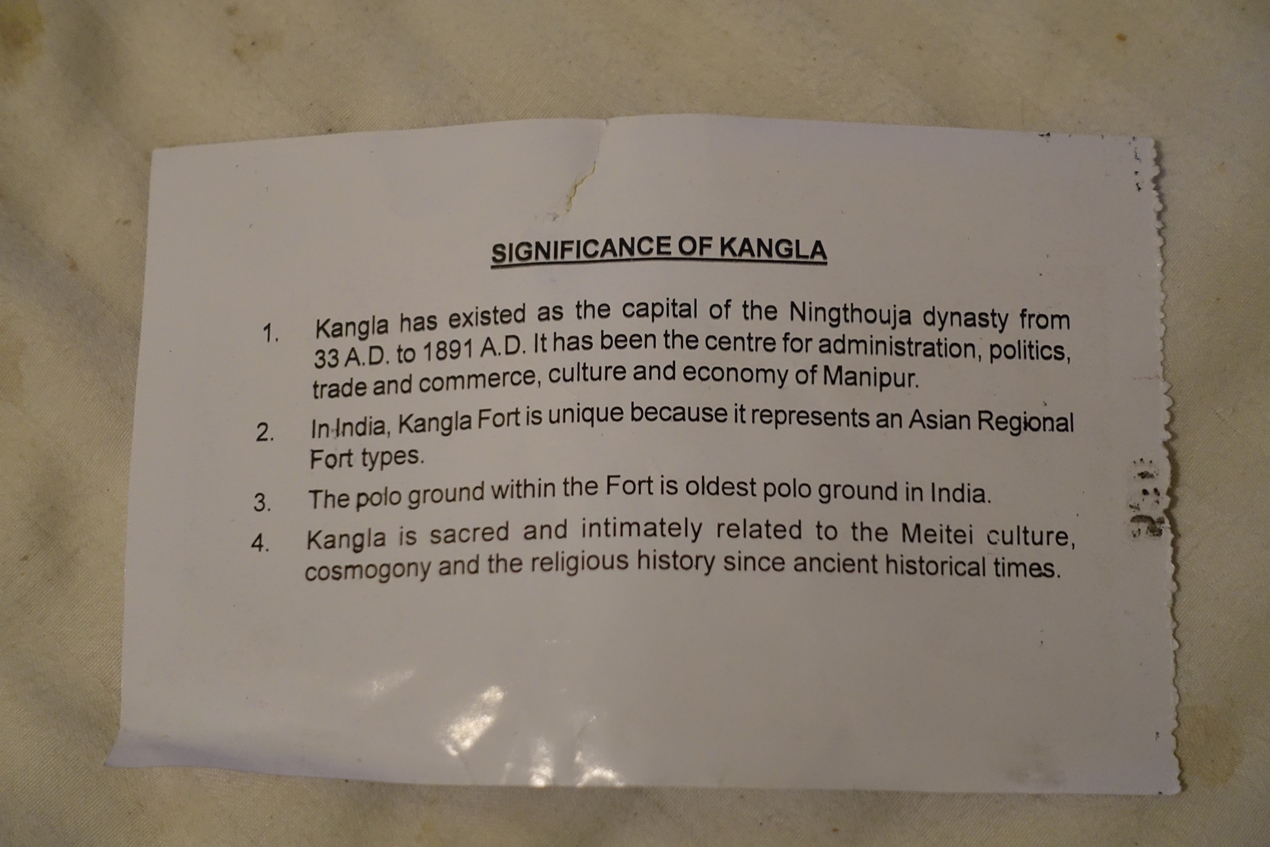 SIGNIFICANCE OF KANGLA
1. Kangla has existed as the capital of the Ningthouja dynasty from
33 A.D. to 1891 A.D. It has been the centre for administration, politics,
trade and commerce, culture and economy of Manipur.
2. In India, Kangla Fort is unique because it represents an Asian Regional
Fort types.
3. The polo ground within the Fort is oldest polo ground in India.
4. Kangla is sacred and intimately related to the Meitei culture,
cosmogony and the religious history since ancient historical times.